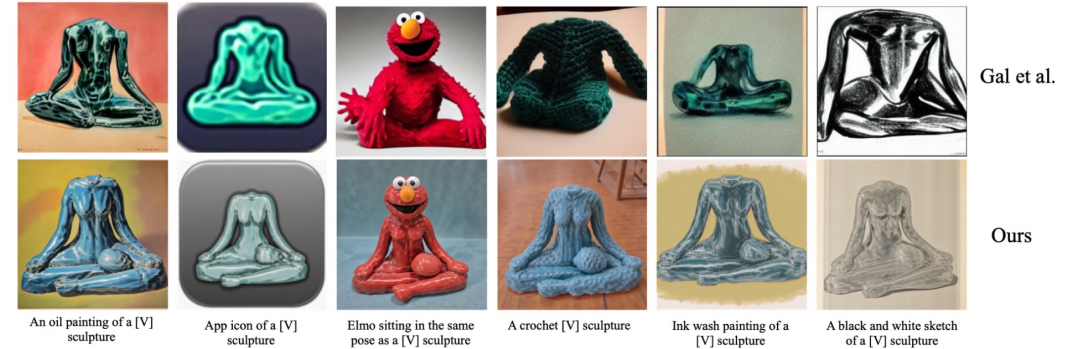 Gal et al.
Ours
An oil painting of a [V]
sculpture
App icon of a [V]
sculpture
Elmo sitting in the same
pose as a [V] sculpture
A crochet [V] sculpture
Ink wash painting of a
[V] sculpture
A black and white sketch
of a [V] sculpture